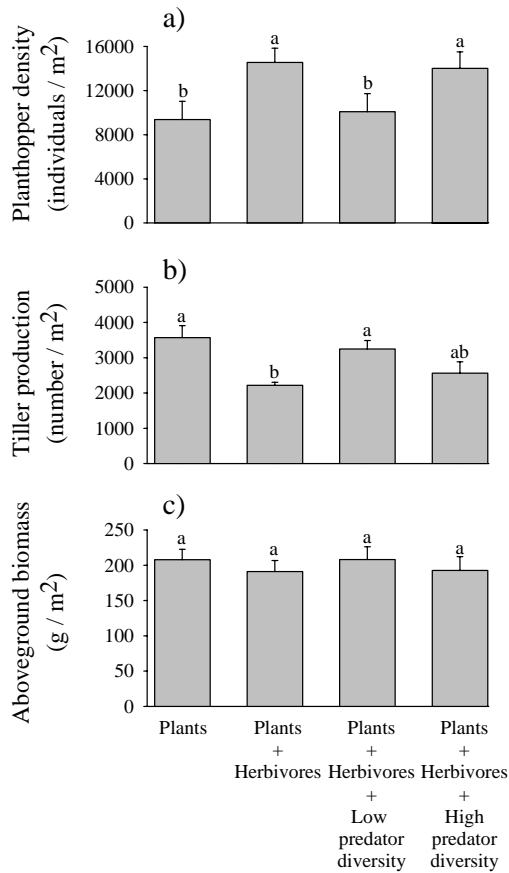 a)
Planthopper density
(individuals / m2)
16000
12000
8000
4000
0
b
a
b
a
b)
Tiller production
(number / m2)
5000
4000
3000
2000
1000
0
a
b
a
ab
c)
Aboveground biomass
(g / m2)
250
200
150
100
50
0
a
a
a
a
Plants
Plants
+
Herbivores
Plants
+
Herbivores
+
Low
predator
diversity
Plants
+
Herbivores
+
High
predator
diversity